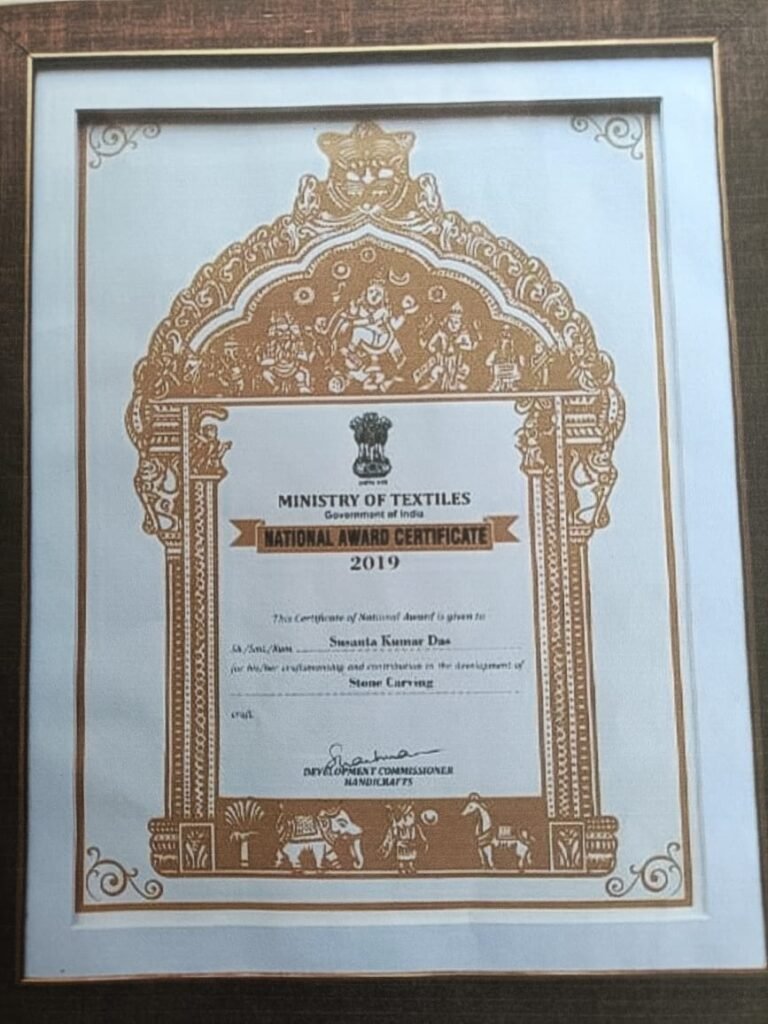 MINISTRY OF TEXTILES
Government of India
NATIONAL AWARD CERTIFICATE
2019
This Certificate of National Award is given to
Sh./Smt./Kum. Susanta Kumar Das
for his/her craftsmanship and contribution in the development of
Stone Carving
craft.
DEVELOPMENT COMMISSIONER
HANDICRAFTS